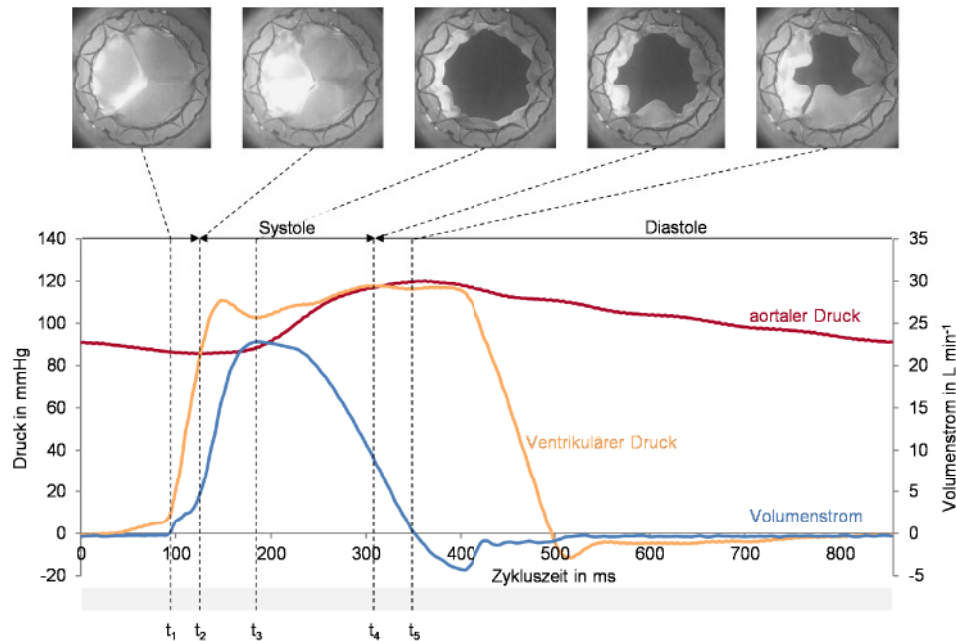 Systole
Diastole
140
120
100
80
60
40
20
0
-20
Druck in mmHg
35
30
25
20
15
10
5
0
-5
Volumenstrom in L min⁻¹
aortaler Druck
Ventrikulärer Druck
Volumenstrom
0 100 200 300 400 500 600 700 800
Zykluszeit in ms
t₁ t₂ t₃ t₄ t₅